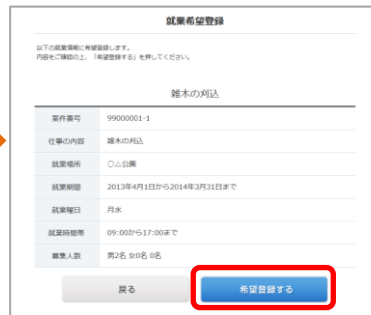 就業希望登録
以下の就業情報に希望登録します。
内容をご確認の上、「希望登録する」を押してください。
雑木の刈込
案件番号 99000001-1
仕事の内容 雑木の刈込
就業場所 ○△公園
就業期間 2013年4月1日から2014年3月31日まで
就業曜日 月水
就業時間帯 09:00から17:00まで
募集人数 男2名 女0名 0名
戻る 希望登録する